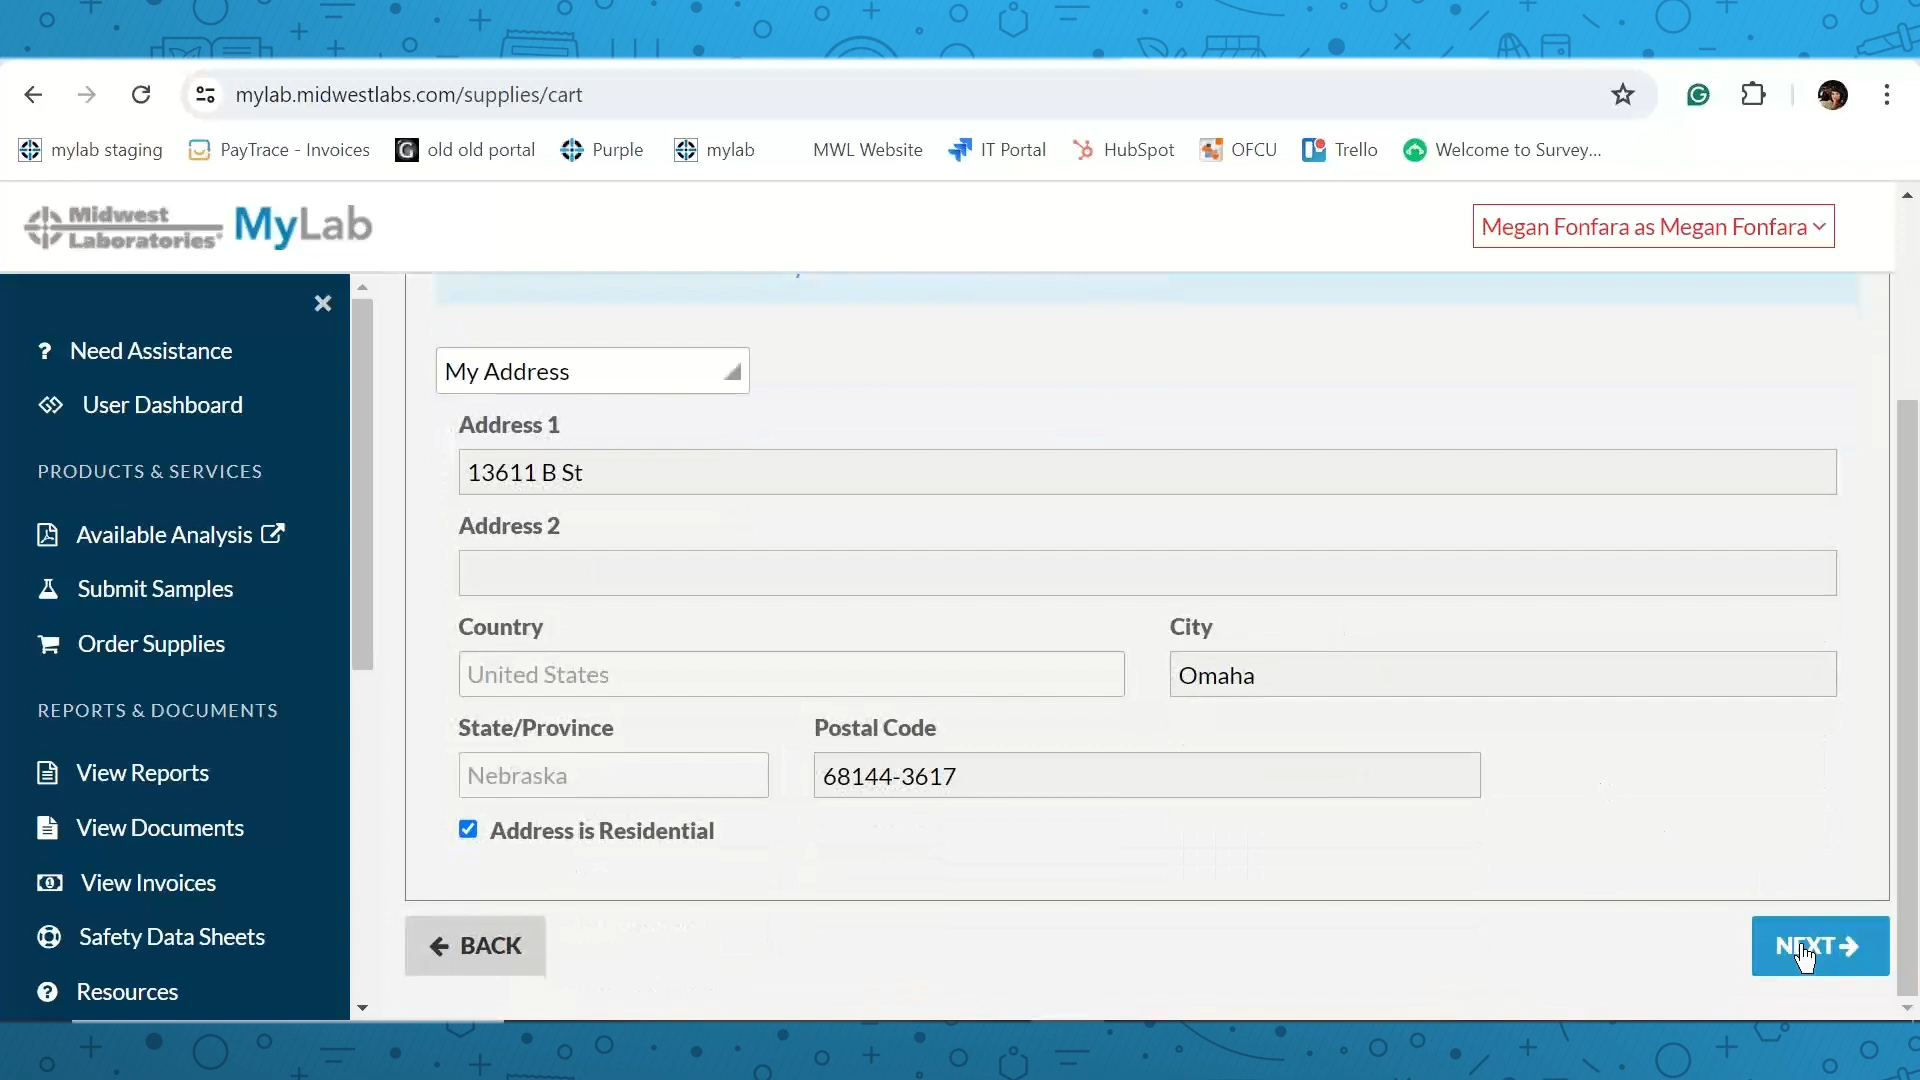 mylab.midwestlabs.com/supplies/cart
mylab staging PayTrace - Invoices old old portal Purple mylab MWL Website IT Portal HubSpot OFCU Trello Welcome to Survey...
Midwest
Laboratories®
MyLab
Megan Fonfara as Megan Fonfara
Need Assistance
User Dashboard
PRODUCTS & SERVICES
Available Analysis
Submit Samples
Order Supplies
REPORTS & DOCUMENTS
View Reports
View Documents
View Invoices
Safety Data Sheets
Resources
My Address
Address 1
13611 B St
Address 2
Country City
United States Omaha
State/Province Postal Code
Nebraska 68144-3617
Address is Residential
BACK NEXT